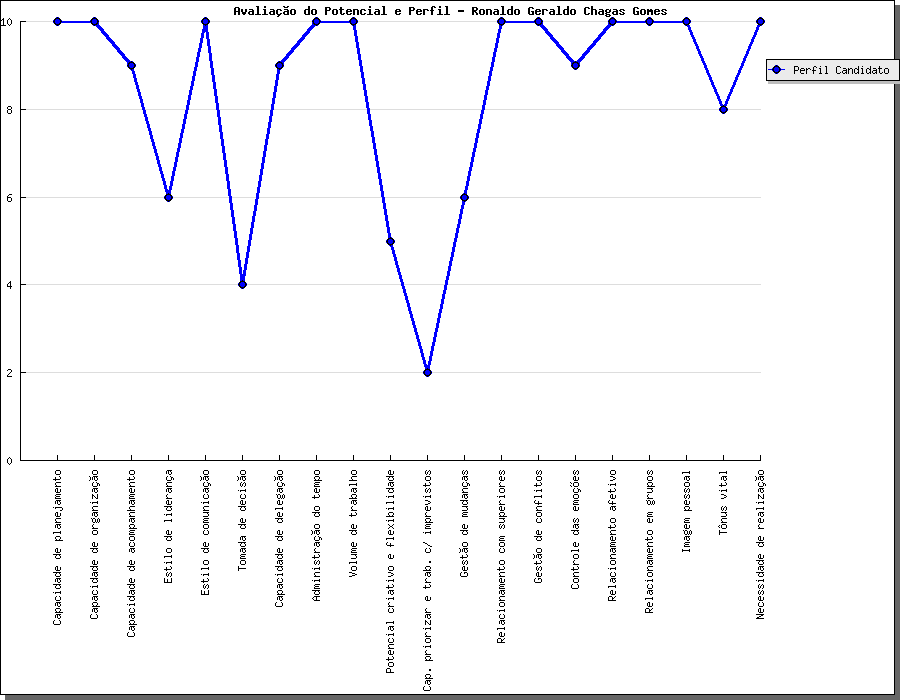 Avaliação do Potencial e Perfil - Ronaldo Geraldo Chagas Gomes
10
8
6
4
2
0
Perfil Candidato
Capacidade de planejamento
Capacidade de organização
Capacidade de acompanhamento
Estilo de liderança
Estilo de comunicação
Tomada de decisão
Capacidade de delegação
Administração do tempo
Volume de trabalho
Potencial criativo e flexibilidade
Cap. priorizar e trab. c/ imprevistos
Gestão de mudanças
Relacionamento com superiores
Gestão de conflitos
Controle das emoções
Relacionamento afetivo
Relacionamento em grupos
Imagem pessoal
Tônus vital
Necessidade de realização